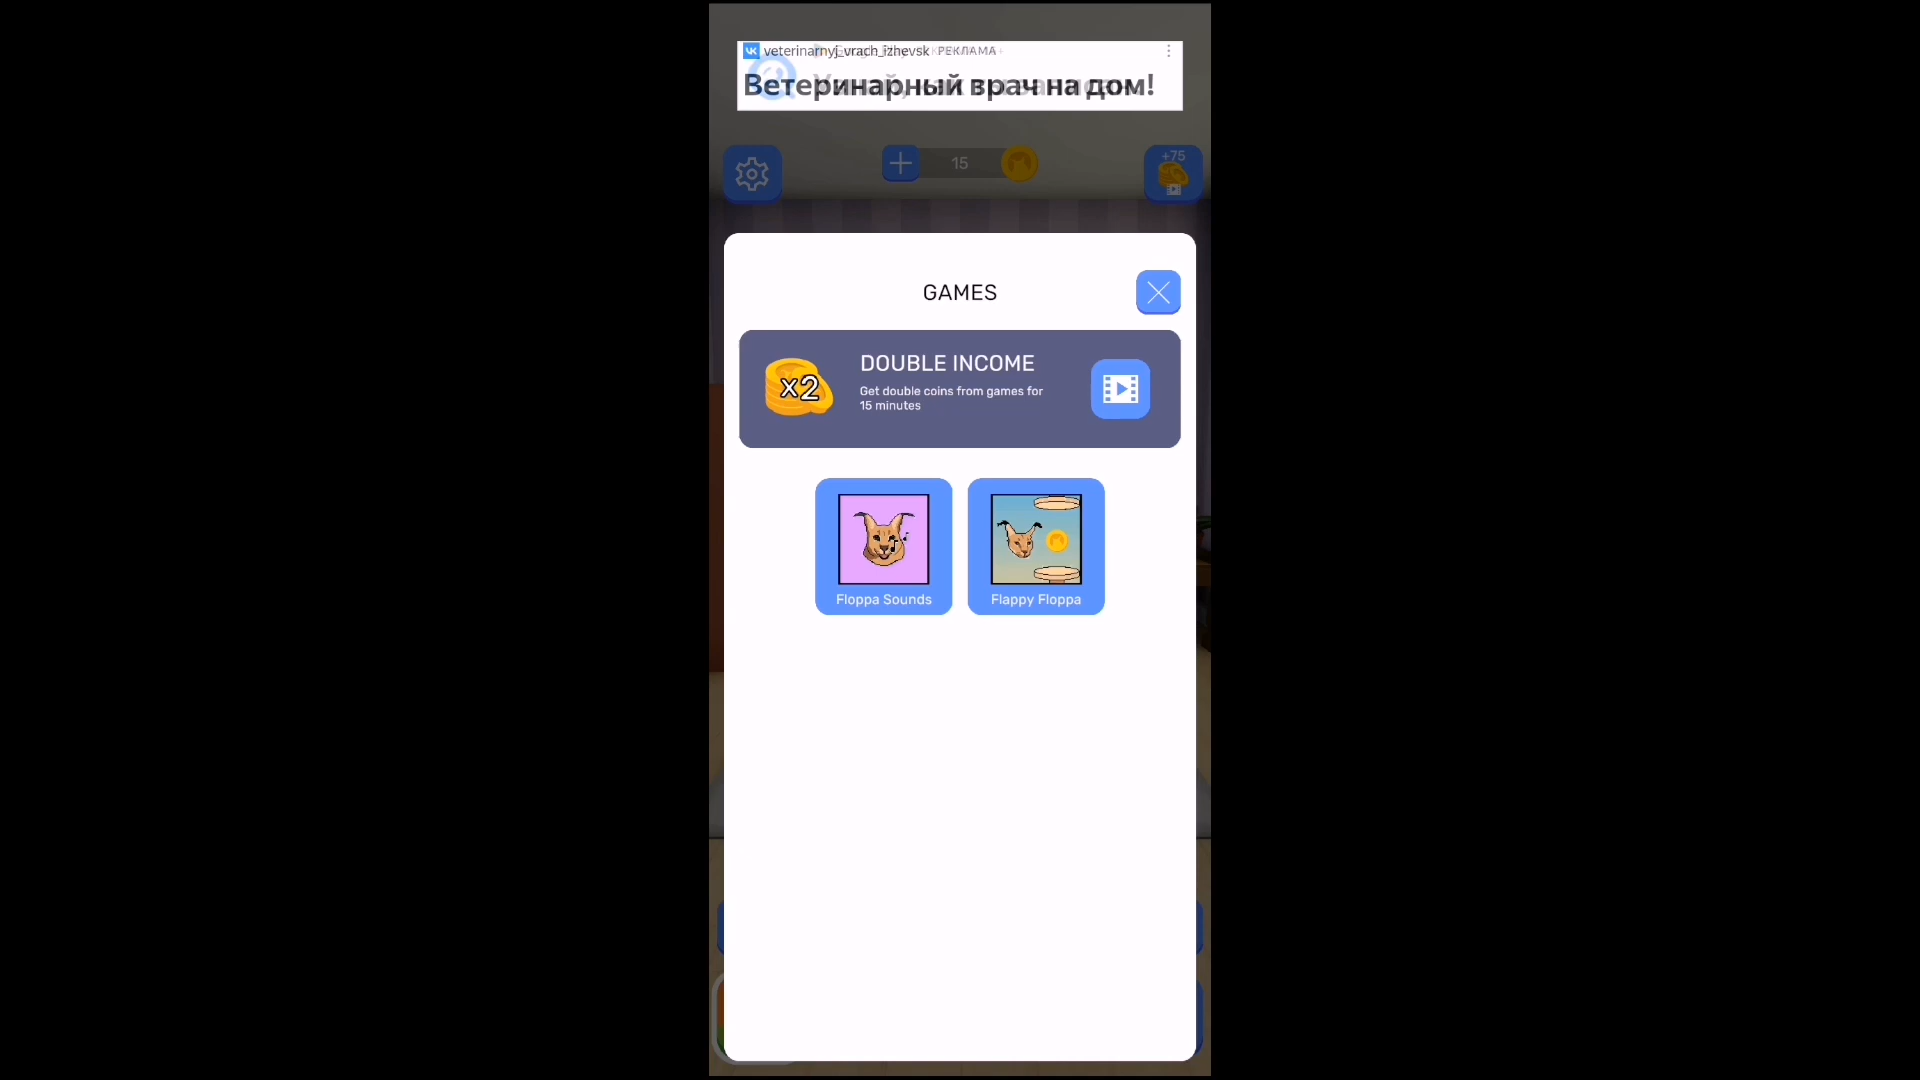 veterinarnyj_vrach_izhevsk РЕКЛАМА
Ветеринарный врач на дом!
15
+75
GAMES
x2
DOUBLE INCOME
Get double coins from games for
15 minutes
Floppa Sounds
Flappy Floppa